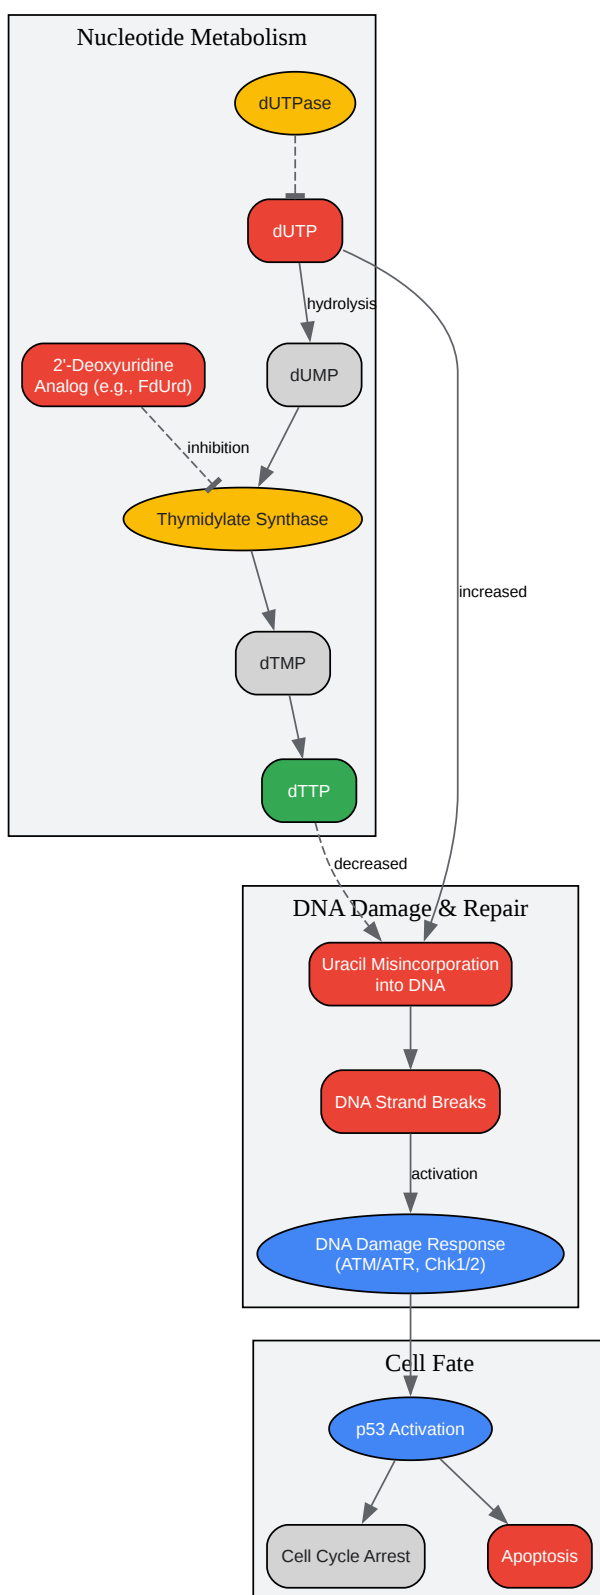 Nucleotide Metabolism
dUTPase
dUTP
hydrolysis
2'-Deoxyuridine
Analog (e.g., FdUrd)
dUMP
inhibition
Thymidylate Synthase
increased
dTMP
dTTP
decreased
DNA Damage & Repair
Uracil Misincorporation
into DNA
DNA Strand Breaks
activation
DNA Damage Response
(ATM/ATR, Chk1/2)
Cell Fate
p53 Activation
Cell Cycle Arrest
Apoptosis